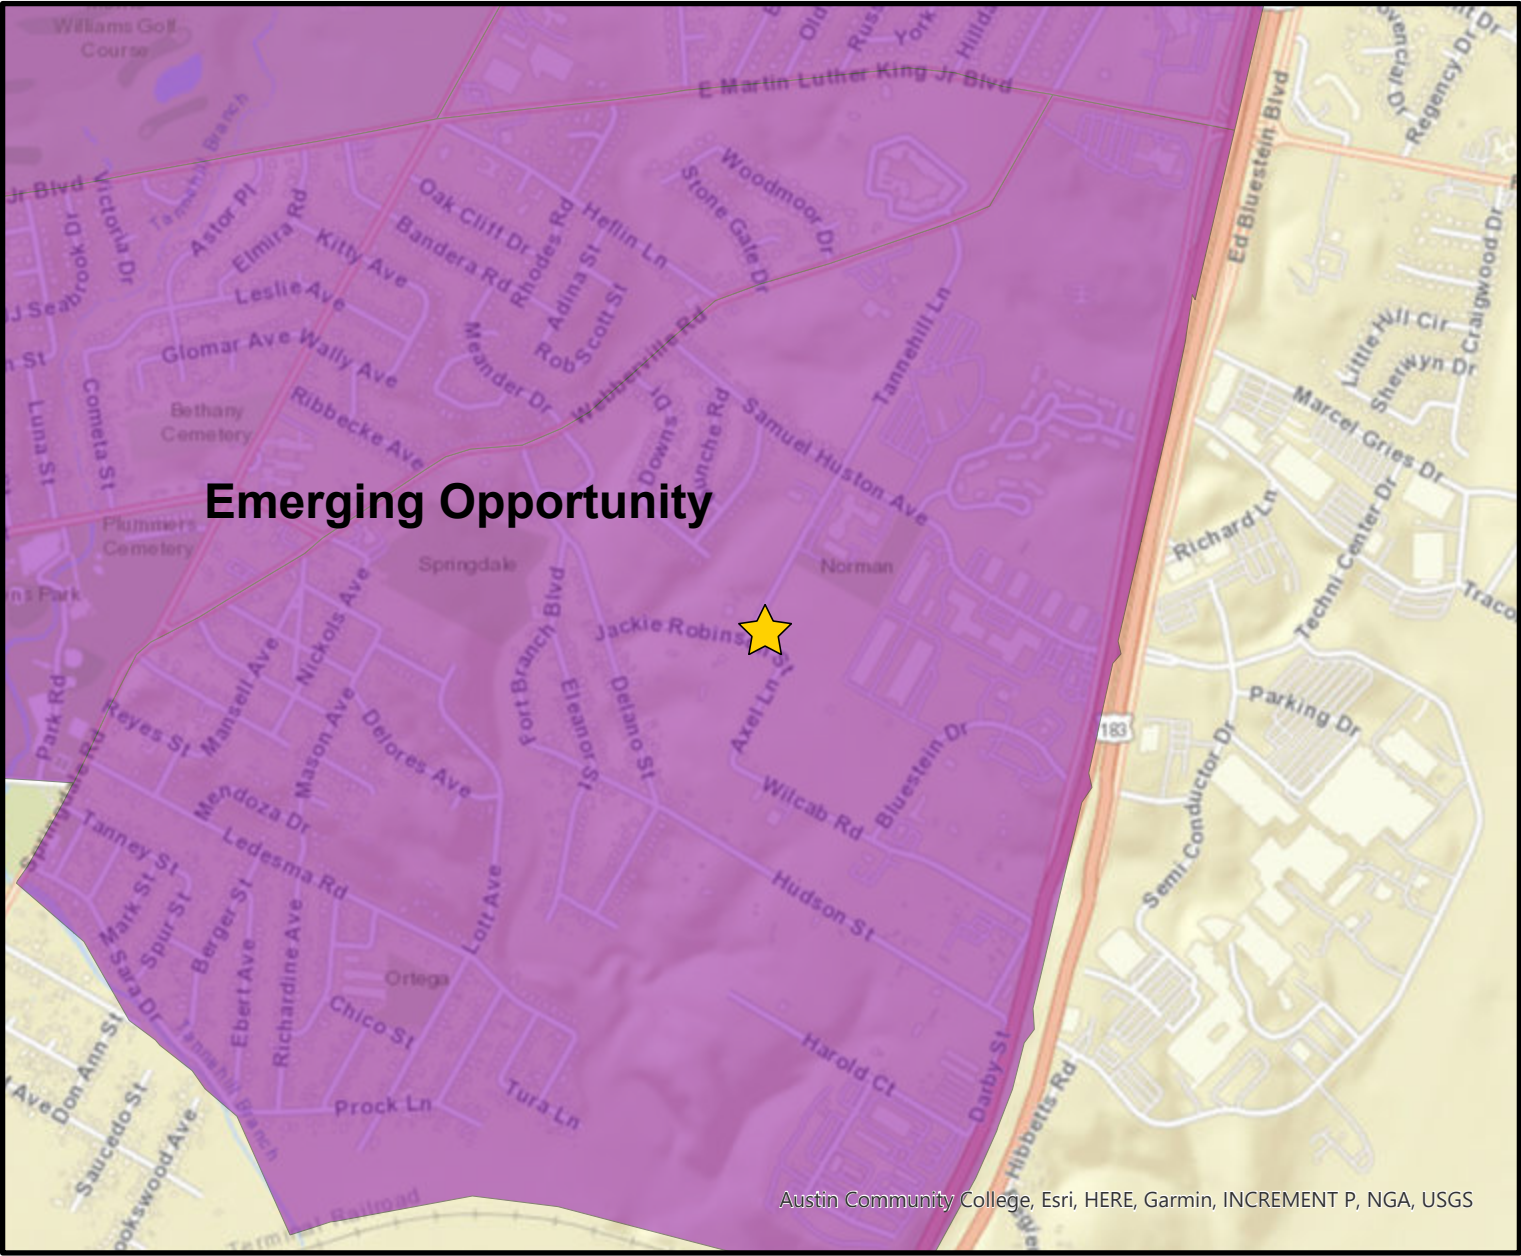 Morris
Williams Golf
Course
Old
York
E Martin Luther King Jr Blvd
Ed Bluestein Blvd
Regency Dr
Jr Blvd
Victoria Dr
Tannehill Branch
Astor Pl
Elmira Rd
Kitty Ave
Oak Cliff Dr
Bandera Rd
Rhodes Rd
Heflin Ln
Adina St
Rob Scott St
Woodmoor Dr
Stone Gate Dr
Leslie Ave
Glomar Ave
Wally Ave
Meander Dr
Webberville Rd
Tannehill Ln
Little Hill Cir
Sherwyn Dr
Craigwood Dr
Luna St
Cometa St
Bethany
Cemetery
Ribbecke Ave
Downs Dr
Samuel Huston Ave
Marcel Gries Dr
Emerging Opportunity
Plummers
Cemetery
Springdale
Norman
Richard Ln
Techni Center Dr
Nickols Ave
Fort Branch Blvd
Jackie Robinson St
Park Rd
Reyes St
Mansell Ave
Mason Ave
Delores Ave
Eleanor St
Delano St
Axel Ln
Bluestein Dr
183
Parking Dr
Springdale Rd
Mendoza Dr
Wilcab Rd
Semi Conductor Dr
Tanney St
Ledesma Rd
Hudson St
Mark St
Spur St
Berger St
Lott Ave
Sara Dr
Ebert Ave
Richardine Ave
Ortega
Chico St
Harold Ct
Darby St
Don Ann St
Tannehill Branch
Prock Ln
Tura Ln
Hibbetts Rd
Saucedo St
Austin Community College, Esri, HERE, Garmin, INCREMENT P, NGA, USGS